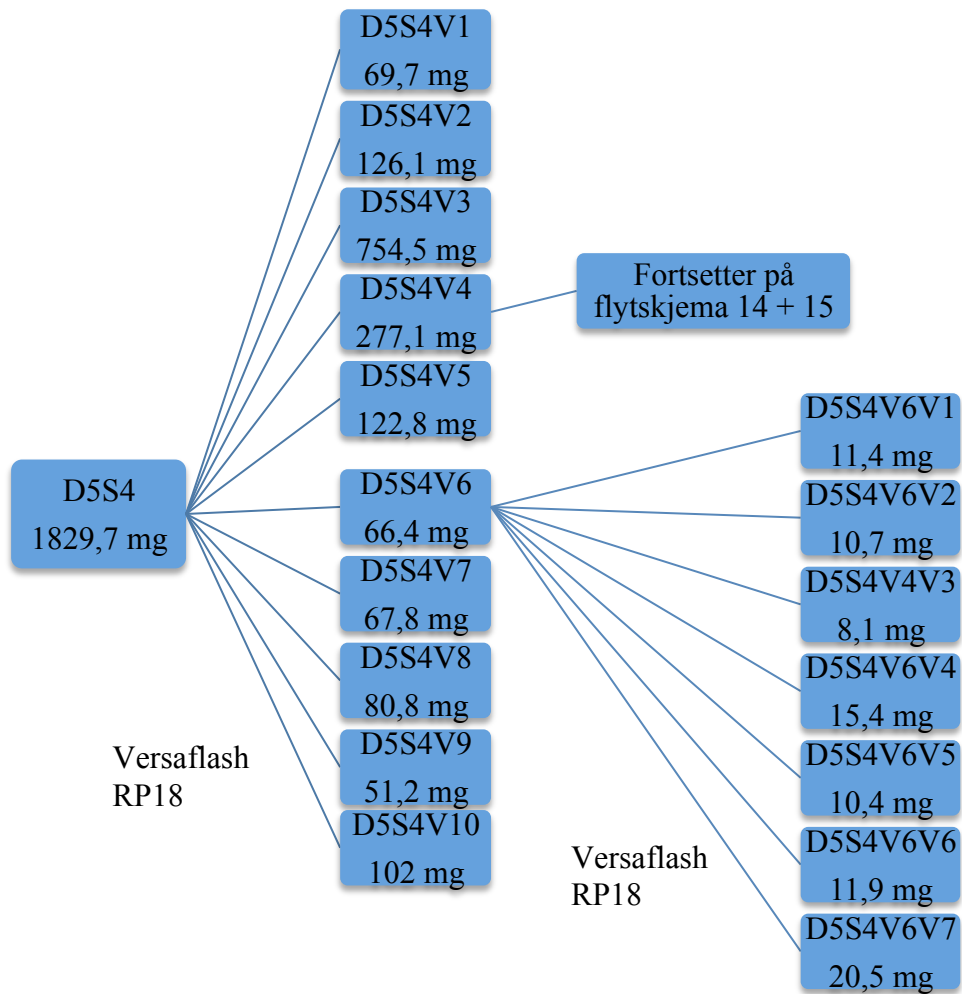 D5S4
1829,7 mg
Versaflash
RP18
D5S4V1
69,7 mg
D5S4V2
126,1 mg
D5S4V3
754,5 mg
D5S4V4
277,1 mg
D5S4V5
122,8 mg
D5S4V6
66,4 mg
D5S4V7
67,8 mg
D5S4V8
80,8 mg
D5S4V9
51,2 mg
D5S4V10
102 mg
Fortsetter på
flytskjema 14 + 15
Versaflash
RP18
D5S4V6V1
11,4 mg
D5S4V6V2
10,7 mg
D5S4V4V3
8,1 mg
D5S4V6V4
15,4 mg
D5S4V6V5
10,4 mg
D5S4V6V6
11,9 mg
D5S4V6V7
20,5 mg